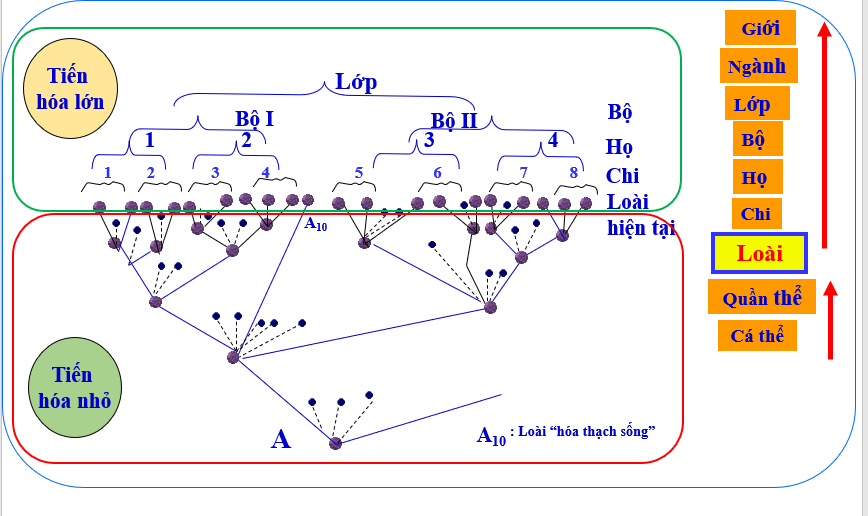 Tiến
hóa lớn
Lớp
Bộ I
Bộ II
Bộ
1
2
3
4
Họ
1
2
3
4
5
6
7
8
Chi
Loài
hiện tại
A10
Tiến
hóa nhỏ
A
A10 : Loài “hóa thạch sống”
Giới
Ngành
Lớp
Bộ
Họ
Chi
Loài
Quần thể
Cá thể